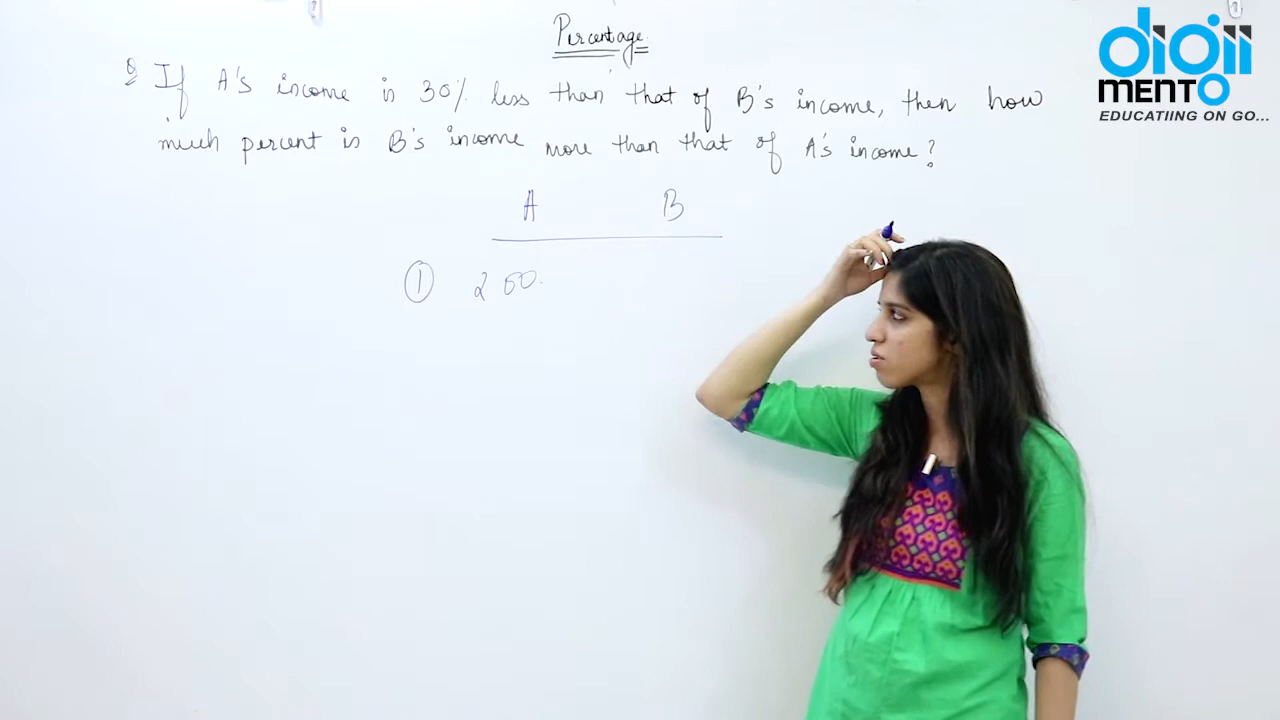 Percentage
Q If A's income is 30% less than that of B's income, then how
much percent is B's income more than that of A's income?
A B
1 200.
digii
MENTO
EDUCATIING ON GO...